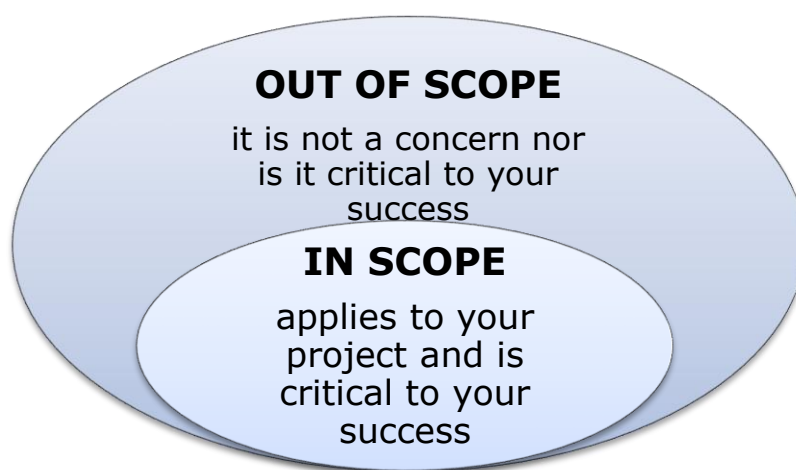 OUT OF SCOPE
it is not a concern nor
is it critical to your
success
IN SCOPE
applies to your
project and is
critical to your
success